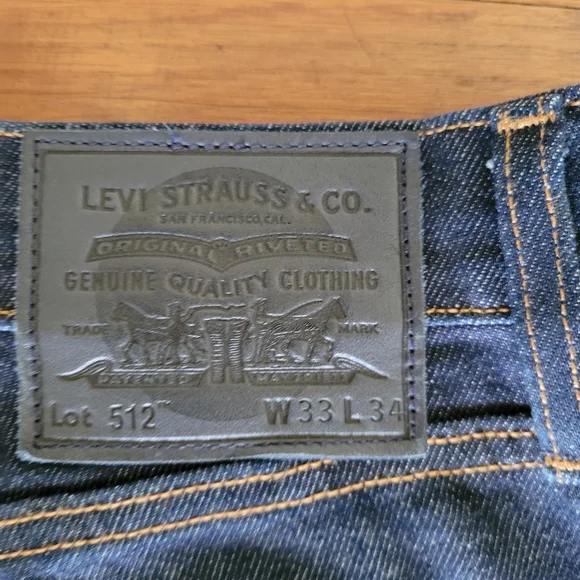 LEVI STRAUSS & CO.
SAN FRANCISCO, CAL.
ORIGINAL RIVETED
GENUINE QUALITY CLOTHING
TRADE MARK
PATENTED MAY 20 1873
Lot 512™ W 33 L 34